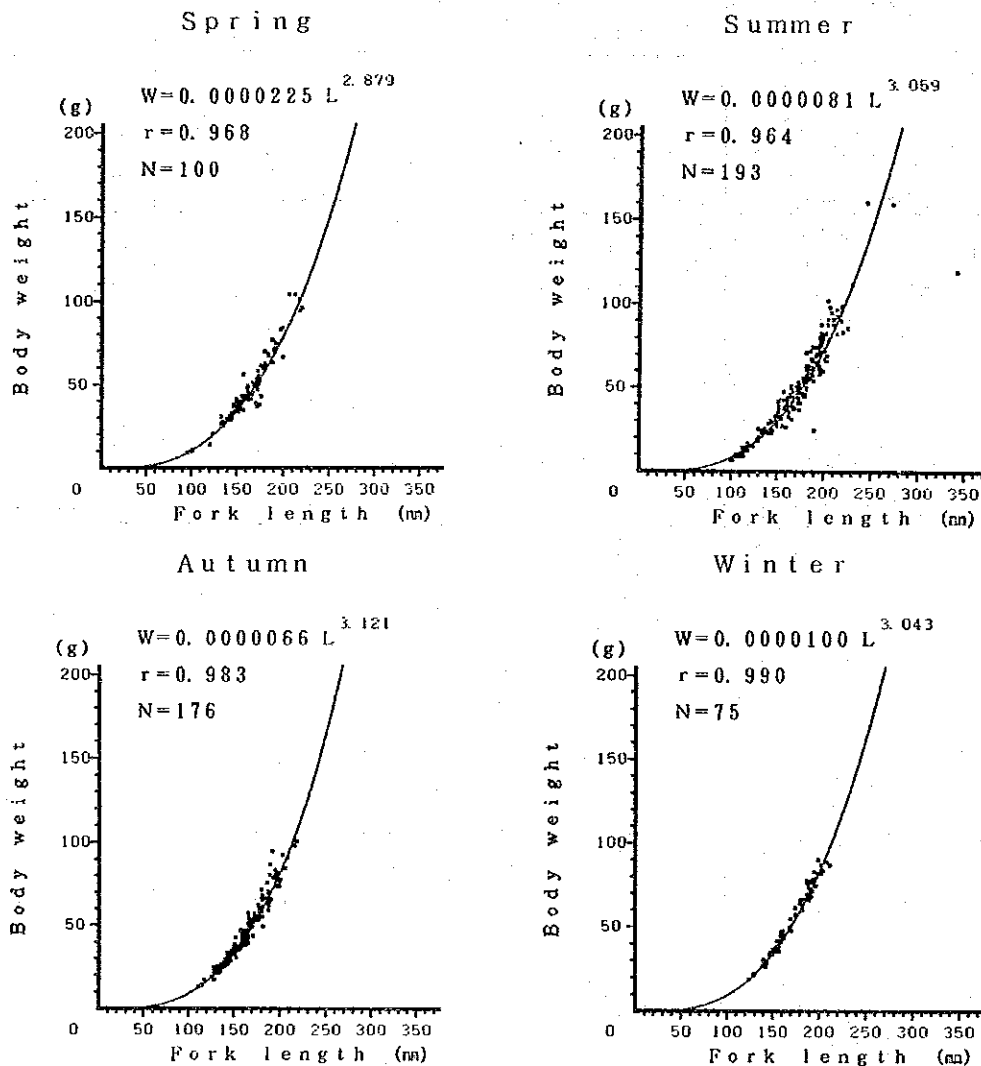 Spring
W=0.0000225 L^2.879
r=0.968
N=100
(g)
200
150
100
50
0
Body weight
50 100 150 200 250 300 350
Fork length (mm)
Summer
W=0.0000081 L^3.059
r=0.964
N=193
(g)
200
150
100
50
0
Body weight
50 100 150 200 250 300 350
Fork length (mm)
Autumn
W=0.0000066 L^3.121
r=0.983
N=176
(g)
200
150
100
50
0
Body weight
50 100 150 200 250 300 350
Fork length (mm)
Winter
W=0.0000100 L^3.043
r=0.990
N=75
(g)
200
150
100
50
0
Body weight
50 100 150 200 250 300 350
Fork length (mm)